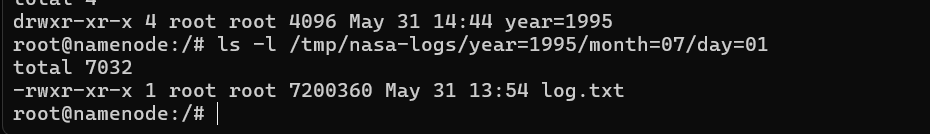 total 4
drwxr-xr-x 4 root root 4096 May 31 14:44 year=1995
root@namenode:/# ls -l /tmp/nasa-logs/year=1995/month=07/day=01
total 7032
-rwxr-xr-x 1 root root 7200360 May 31 13:54 log.txt
root@namenode:/#